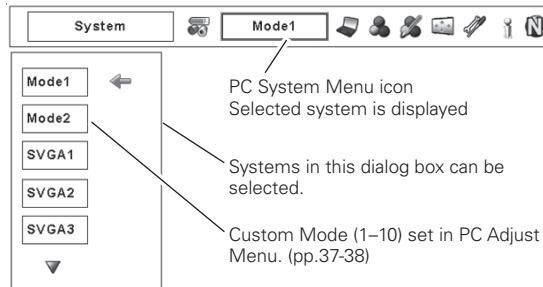 System
Mode1
Mode1
Mode2
SVGA1
SVGA2
SVGA3
PC System Menu icon
Selected system is displayed
Systems in this dialog box can be
selected.
Custom Mode (1–10) set in PC Adjust
Menu. (pp.37-38)